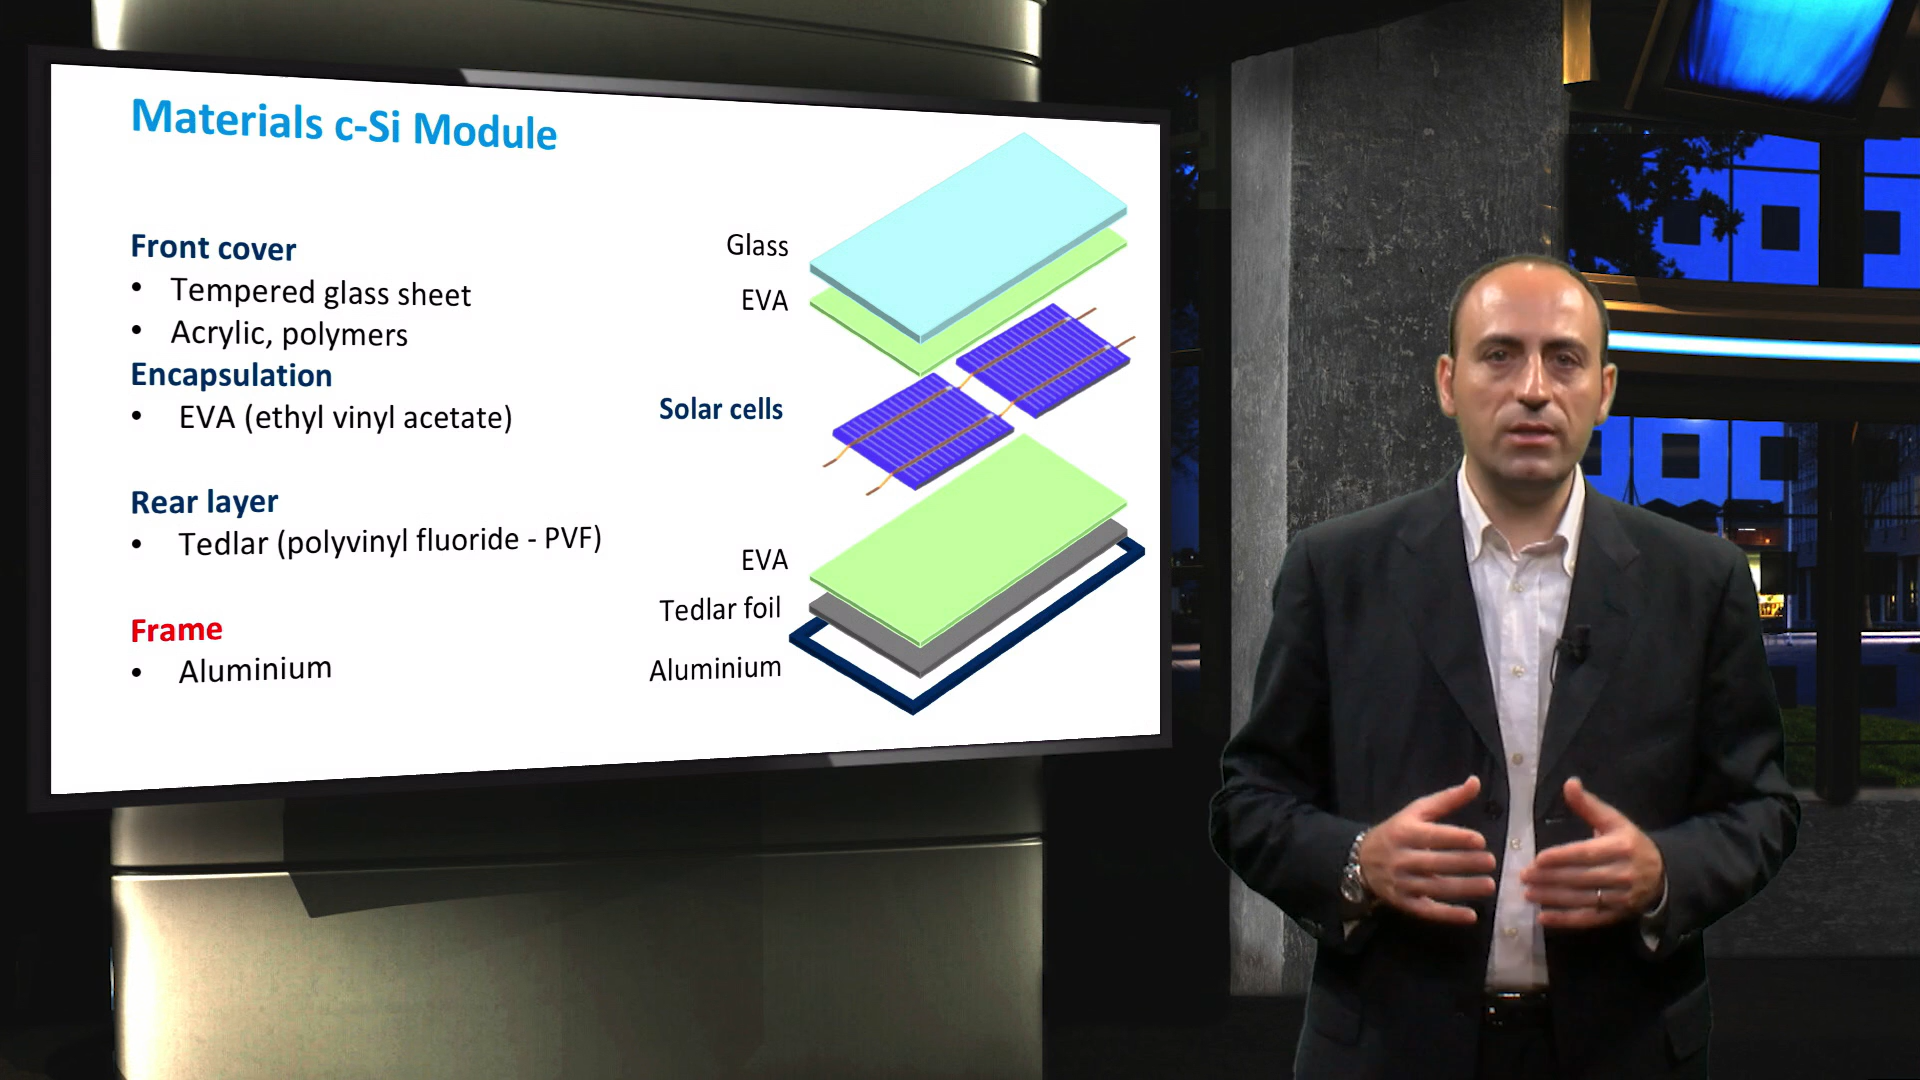 Materials c-Si Module
Front cover
• Tempered glass sheet
• Acrylic, polymers
Encapsulation
• EVA (ethyl vinyl acetate)
Rear layer
• Tedlar (polyvinyl fluoride - PVF)
Frame
• Aluminium
Glass
EVA
Solar cells
EVA
Tedlar foil
Aluminium